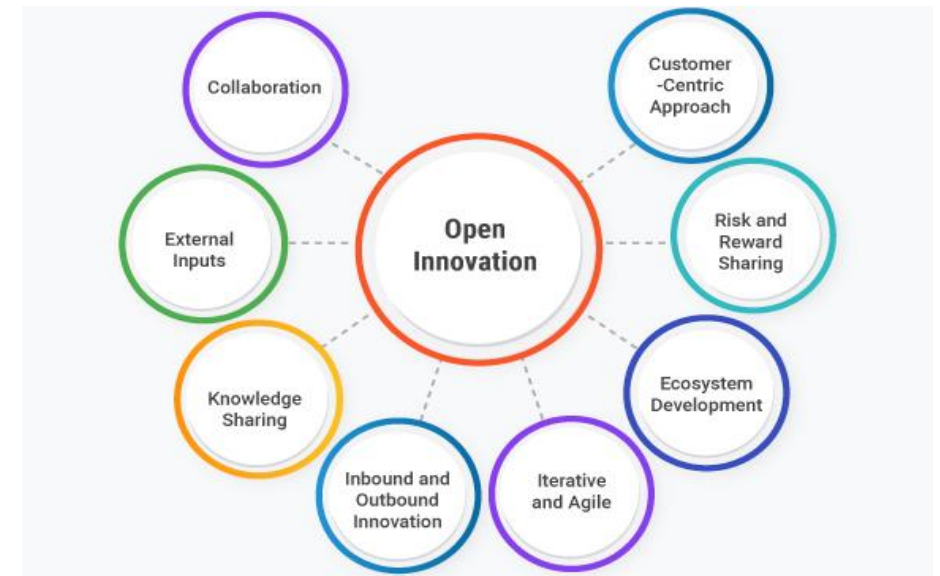 Collaboration
Customer
-Centric
Approach
Open
Innovation
External
Inputs
Risk and
Reward
Sharing
Knowledge
Sharing
Ecosystem
Development
Inbound and
Outbound
Innovation
Iterative
and Agile